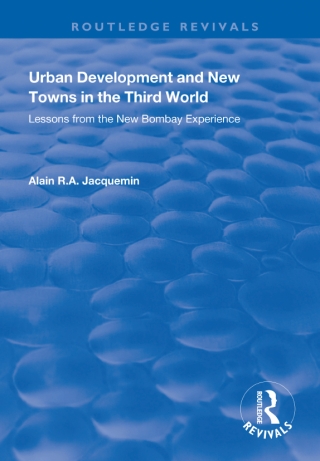 ROUTLEDGE REVIVALS
Urban Development and New
Towns in the Third World
Lessons from the New Bombay Experience
Alain R.A. Jacquemin
ROUTLEDGE
REVIVALS